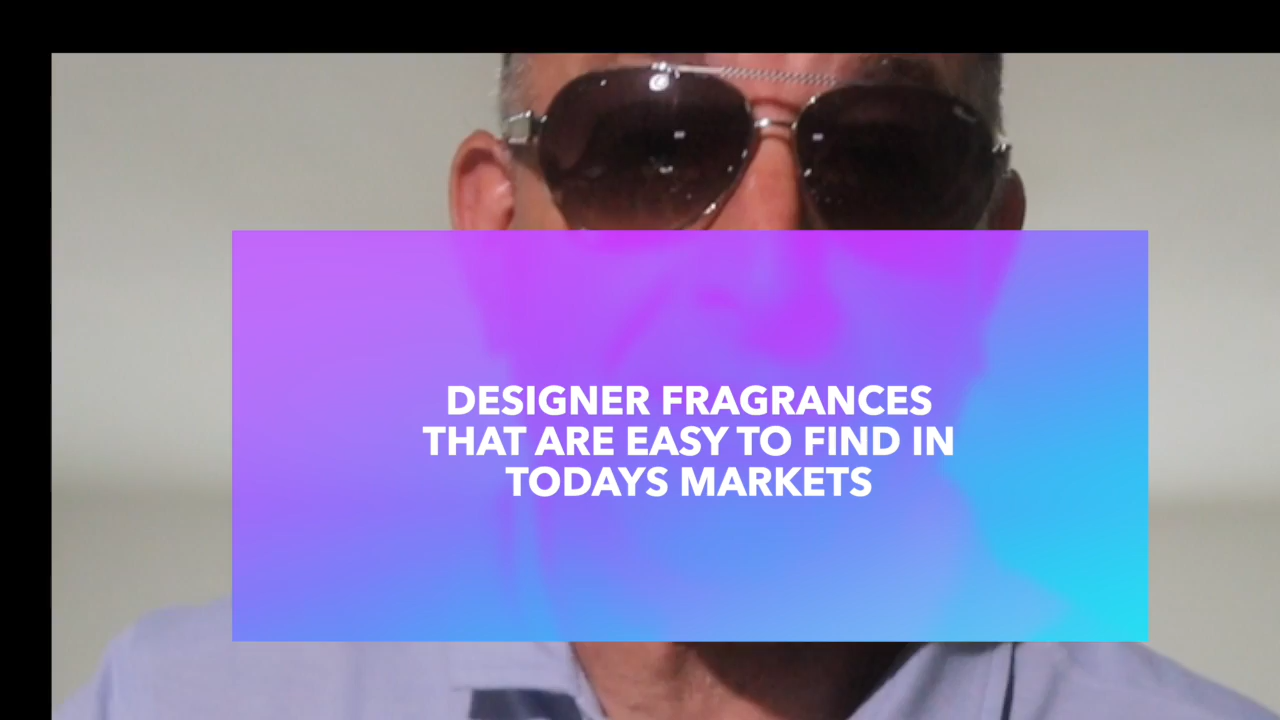 DESIGNER FRAGRANCES
THAT ARE EASY TO FIND IN
TODAYS MARKETS